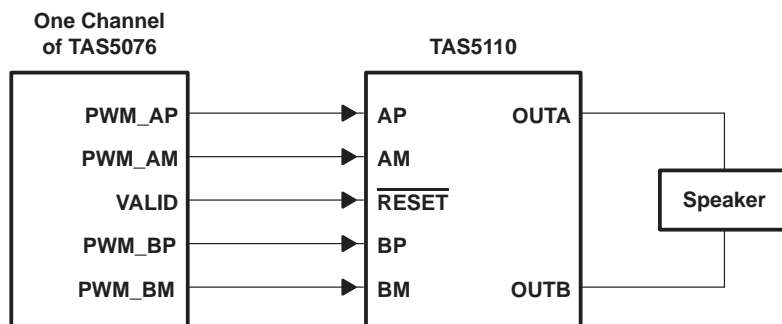 One Channel
of TAS5076
TAS5110
PWM_AP
AP
OUTA
PWM_AM
AM
VALID
RESET
Speaker
PWM_BP
BP
PWM_BM
BM
OUTB